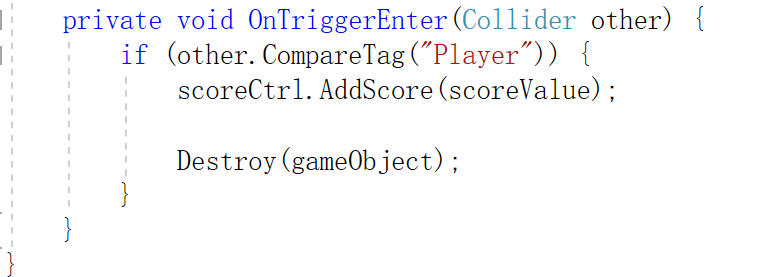 private void OnTriggerEnter(Collider other) {
if (other.CompareTag("Player")) {
scoreCtrl.AddScore(scoreValue);
Destroy(gameObject);
}
}
}